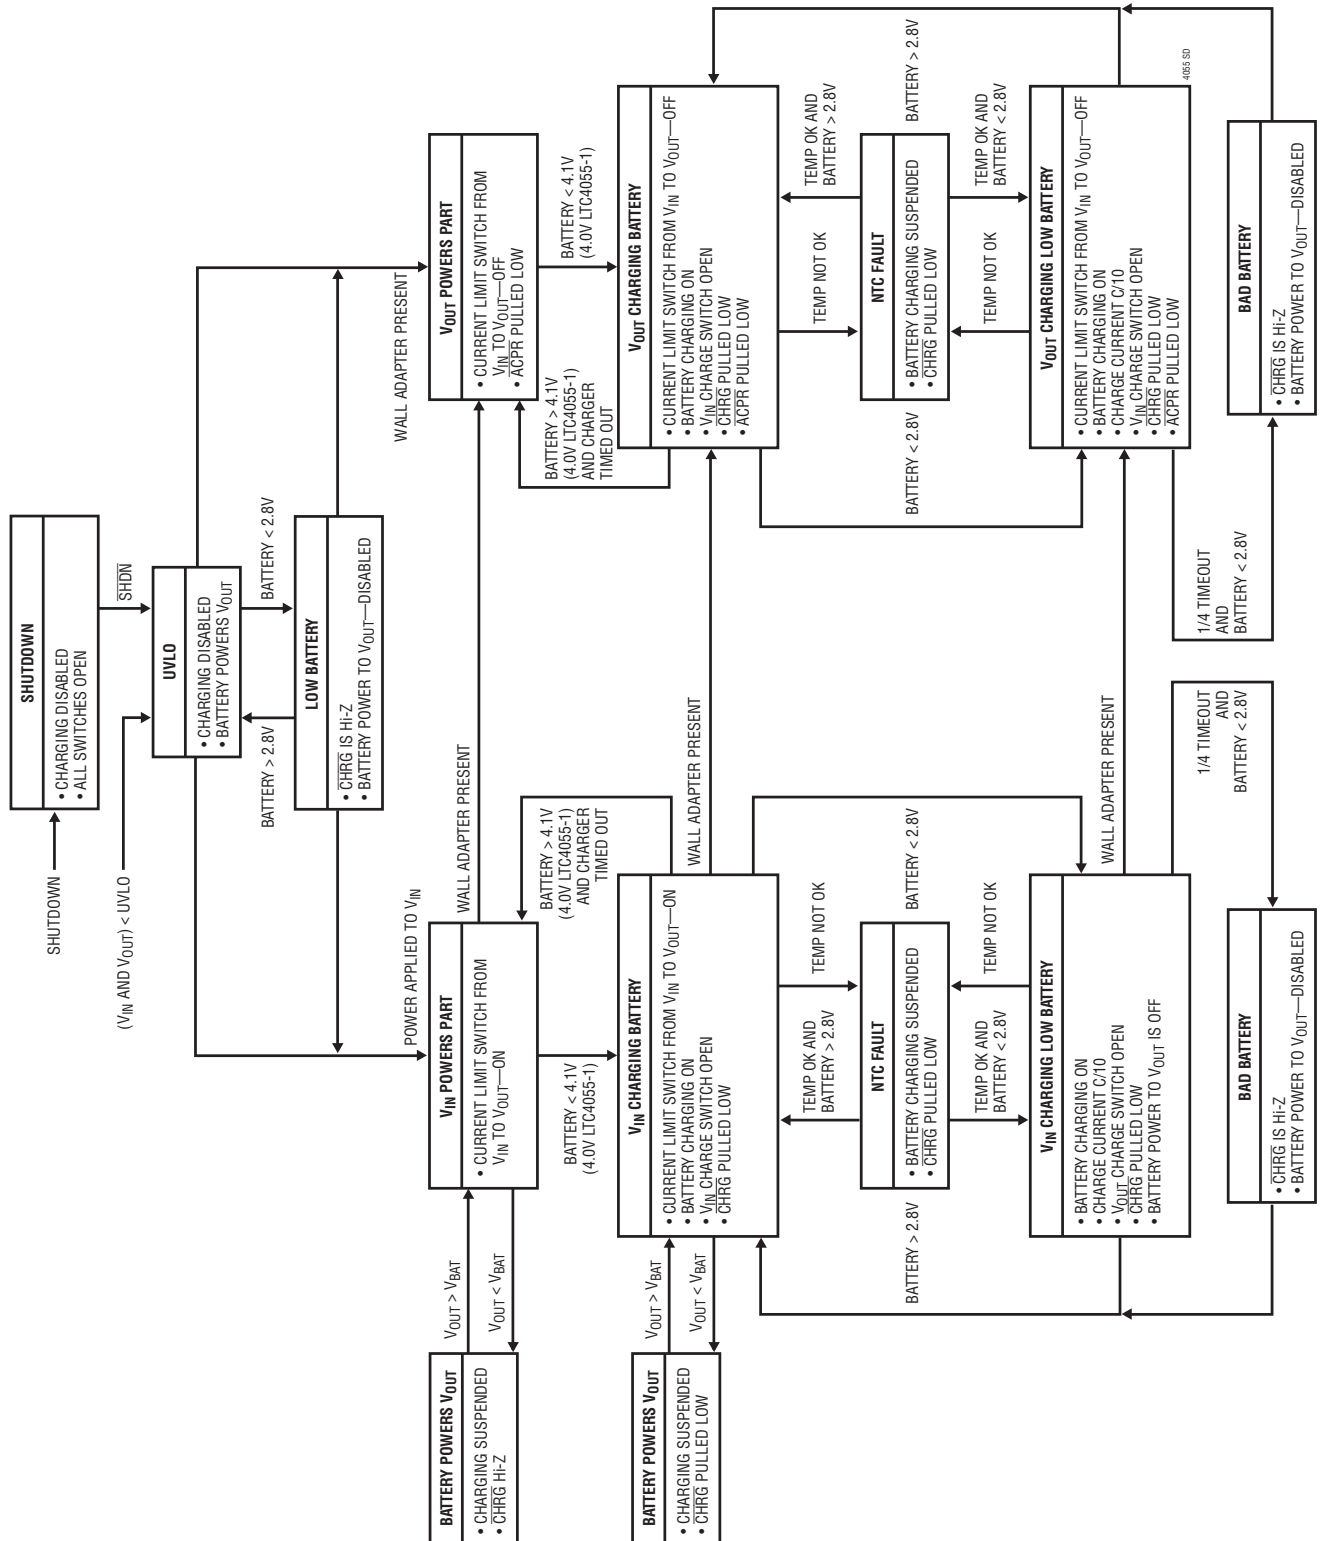 SHUTDOWN
(VIN AND VOUT) < UVLO
SHUTDOWN
• CHARGING DISABLED
• ALL SWITCHES OPEN
SHDN
UVLO
• CHARGING DISABLED
• BATTERY POWERS VOUT
BATTERY > 2.8V
BATTERY < 2.8V
LOW BATTERY
• CHRG IS Hi-Z
• BATTERY POWER TO VOUT—DISABLED
POWER APPLIED TO VIN
WALL ADAPTER PRESENT
BATTERY POWERS VOUT
• CHARGING SUSPENDED
• CHRG Hi-Z
VOUT > VBAT
VOUT < VBAT
VIN POWERS PART
• CURRENT LIMIT SWITCH FROM
VIN TO VOUT—ON
WALL ADAPTER PRESENT
VOUT POWERS PART
• CURRENT LIMIT SWITCH FROM
VIN TO VOUT—OFF
• ACPR PULLED LOW
BATTERY < 4.1V
(4.0V LTC4055-1)
BATTERY > 4.1V
(4.0V LTC4055-1)
AND CHARGER
TIMED OUT
BATTERY > 4.1V
(4.0V LTC4055-1)
AND CHARGER
TIMED OUT
BATTERY < 4.1V
(4.0V LTC4055-1)
BATTERY POWERS VOUT
• CHARGING SUSPENDED
• CHRG PULLED LOW
VOUT > VBAT
VOUT < VBAT
VIN CHARGING BATTERY
• CURRENT LIMIT SWITCH FROM VIN TO VOUT—ON
• BATTERY CHARGING ON
• VIN CHARGE SWITCH OPEN
• CHRG PULLED LOW
WALL ADAPTER PRESENT
VOUT CHARGING BATTERY
• CURRENT LIMIT SWITCH FROM VIN TO VOUT—OFF
• BATTERY CHARGING ON
• VIN CHARGE SWITCH OPEN
• CHRG PULLED LOW
• ACPR PULLED LOW
TEMP OK AND
BATTERY > 2.8V
TEMP NOT OK
TEMP NOT OK
TEMP OK AND
BATTERY > 2.8V
BATTERY > 2.8V
NTC FAULT
• BATTERY CHARGING SUSPENDED
• CHRG PULLED LOW
BATTERY < 2.8V
BATTERY < 2.8V
NTC FAULT
• BATTERY CHARGING SUSPENDED
• CHRG PULLED LOW
BATTERY > 2.8V
TEMP OK AND
BATTERY < 2.8V
TEMP NOT OK
TEMP NOT OK
TEMP OK AND
BATTERY < 2.8V
VIN CHARGING LOW BATTERY
• BATTERY CHARGING ON
• CHARGE CURRENT C/10
• VOUT CHARGE SWITCH OPEN
• CHRG PULLED LOW
• BATTERY POWER TO VOUT IS OFF
WALL ADAPTER PRESENT
VOUT CHARGING LOW BATTERY
• CURRENT LIMIT SWITCH FROM VIN TO VOUT—OFF
• BATTERY CHARGING ON
• CHARGE CURRENT C/10
• VIN CHARGE SWITCH OPEN
• CHRG PULLED LOW
• ACPR PULLED LOW
4055 SD
1/4 TIMEOUT
AND
BATTERY < 2.8V
1/4 TIMEOUT
AND
BATTERY < 2.8V
BAD BATTERY
• CHRG IS Hi-Z
• BATTERY POWER TO VOUT—DISABLED
BAD BATTERY
• CHRG IS Hi-Z
• BATTERY POWER TO VOUT—DISABLED